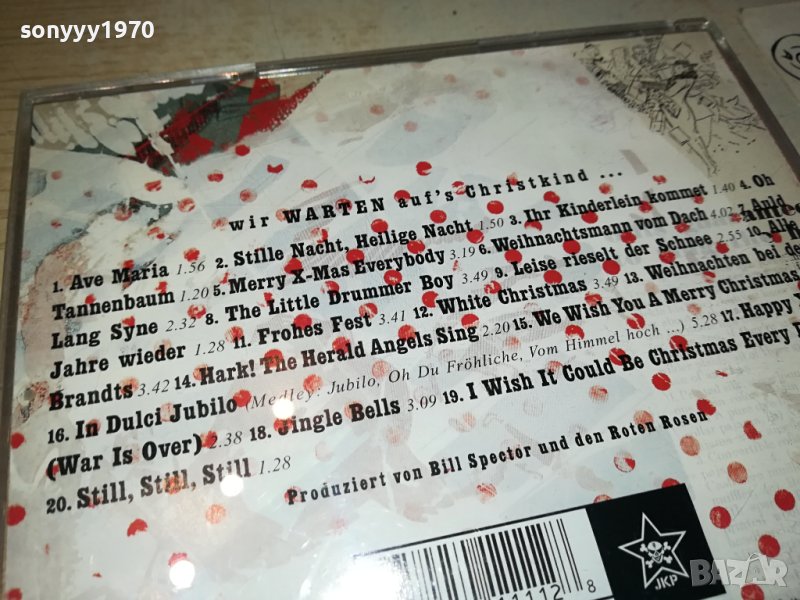 sonyyy1970
wir WARTEN auf's Christkind ...
1. Ave Maria 1.56 2. Stille Nacht, Heilige Nacht 1.50 3. Ihr Kinderlein kommet 1.40 4. Oh
Tannenbaum 1.20 5. Merry X-Mas Everybody 3.19 6. Weihnachtsmann vom Dach 4.02 7. Auld
Lang Syne 2.32 8. The Little Drummer Boy 3.49 9. Leise rieselt der Schnee 2.55 10. Alle
Jahre wieder 1.28 11. Frohes Fest 3.41 12. White Christmas 3.49 13. Weihnachten bei de
Brandts 3.42 14. Hark! The Herald Angels Sing 2.20 15. We Wish You A Merry Christmas
16. In Dulci Jubilo (Medley: Jubilo, Oh Du Fröhliche, Vom Himmel hoch ...) 5.28 17. Happy
(War Is Over) 2.38 18. Jingle Bells 3.09 19. I Wish It Could Be Christmas Every
20. Still, Still, Still 1.28
Produziert von Bill Spector und den Roten Rosen
11112 8
JKP
BAZAR